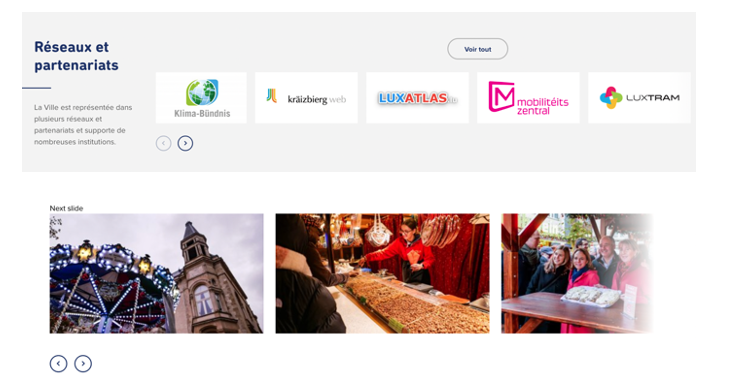 Réseaux et
partenariats
La Ville est représentée dans
plusieurs réseaux et
partenariats et supporte de
nombreuses institutions.
Voir tout
Klima-Bündnis
kräizbierg web
LUXATLAS.lu
mobilitéits
zentral
LUXTRAM
Next slide